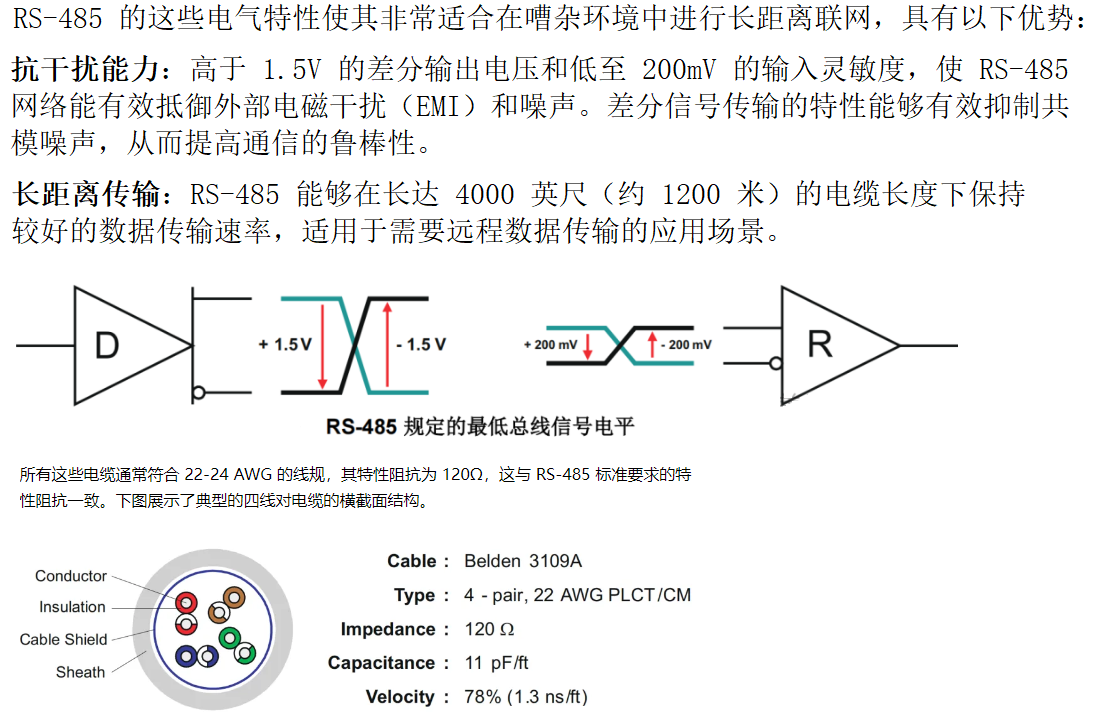 RS-485 的这些电气特性使其非常适合在嘈杂环境中进行长距离联网，具有以下优势：
抗干扰能力：高于 1.5V 的差分输出电压和低至 200mV 的输入灵敏度，使 RS-485
网络能有效抵御外部电磁干扰（EMI）和噪声。差分信号传输的特性能够有效抑制共
模噪声，从而提高通信的鲁棒性。
长距离传输：RS-485 能够在长达 4000 英尺（约 1200 米）的电缆长度下保持
较好的数据传输速率，适用于需要远程数据传输的应用场景。
D
+ 1.5V
- 1.5 V
+ 200 mV
- 200 mV
R
RS-485 规定的最低总线信号电平
所有这些电缆通常符合 22-24 AWG 的线规，其特性阻抗为 120Ω，这与 RS-485 标准要求的特
性阻抗一致。下图展示了典型的四线对电缆的横截面结构。
Conductor
Insulation
Cable Shield
Sheath
Cable : Belden 3109A
Type : 4 - pair, 22 AWG PLCT/CM
Impedance : 120 Ω
Capacitance : 11 pF/ft
Velocity : 78% (1.3 ns/ft)